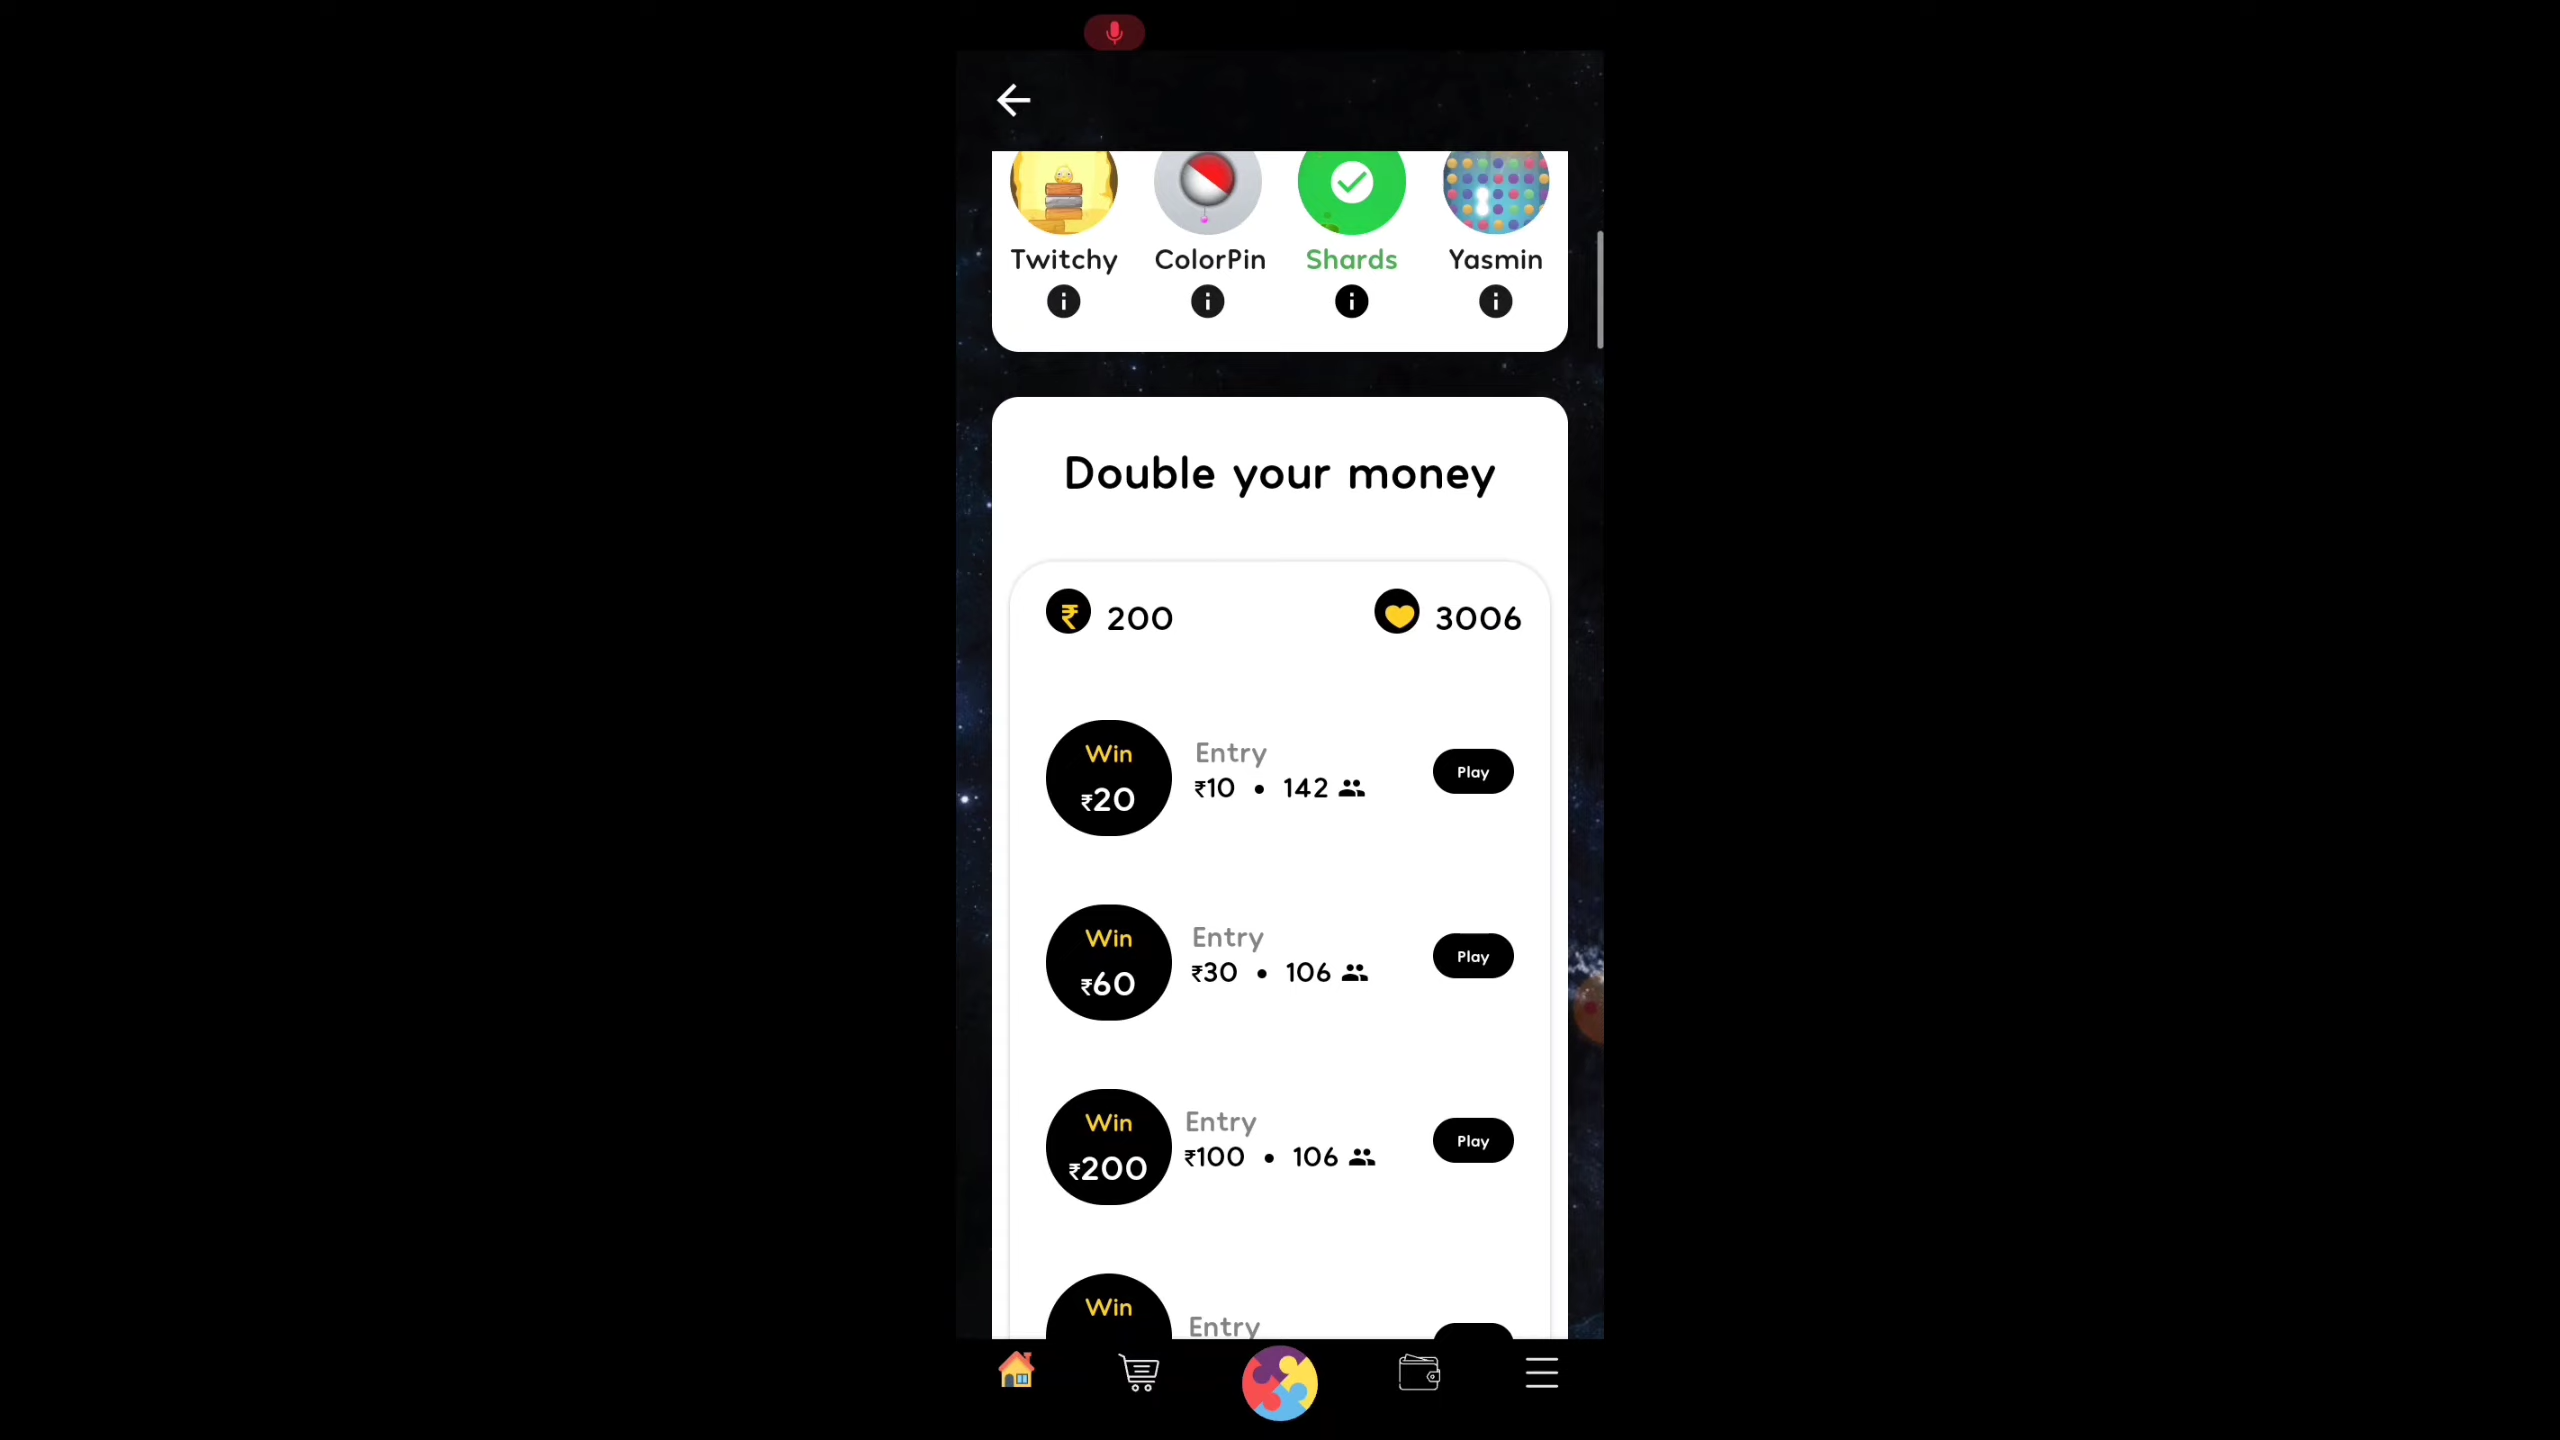 Twitchy ColorPin Shards Yasmin
Double your money
₹ 200 3006
Win
₹20
Entry
₹10 • 142
Play
Win
₹60
Entry
₹30 • 106
Play
Win
₹200
Entry
₹100 • 106
Play
Win
Entry